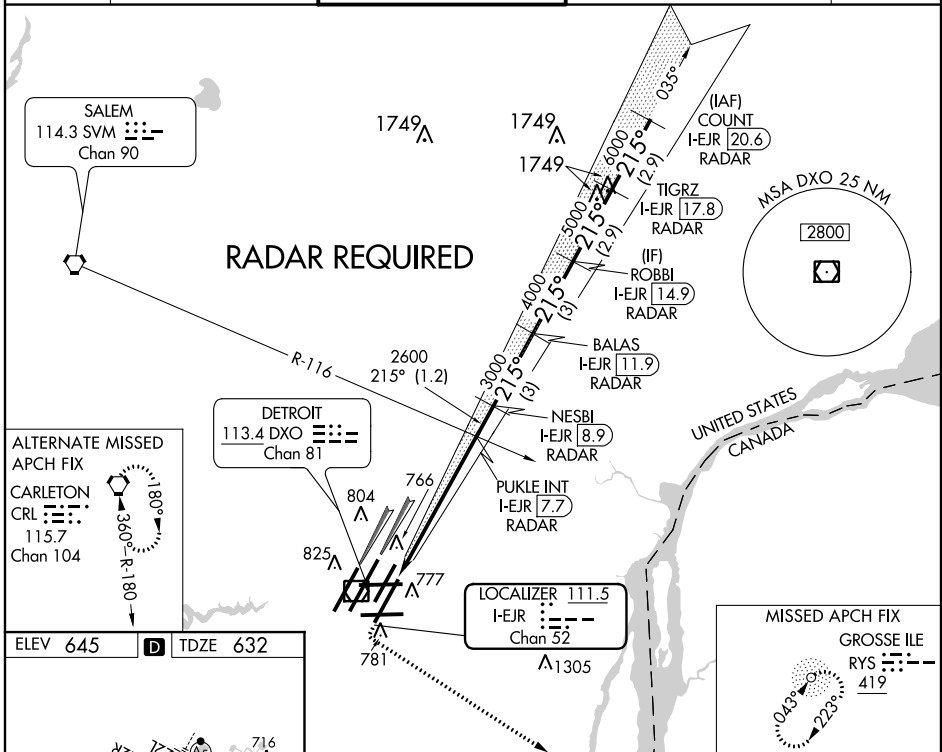 SALEM
114.3 SVM
Chan 90
1749
1749
1749
035°
(IAF)
COUNT
I-EJR 20.6
RADAR
6000
215°
(2.9)
TIGRZ
I-EJR 17.8
RADAR
5000
215°
(2.9)
(IF)
ROBBI
I-EJR 14.9
RADAR
4000
215°
(3)
BALAS
I-EJR 11.9
RADAR
3000
215°
(3)
NESBI
I-EJR 8.9
RADAR
PUKLE INT
I-EJR 7.7
RADAR
MSA DXO 25 NM
2800
RADAR REQUIRED
R-116
2600
215° (1.2)
DETROIT
113.4 DXO
Chan 81
UNITED STATES
CANADA
ALTERNATE MISSED
APCH FIX
CARLETON
CRL
115.7
Chan 104
180°
360°
R-180
804
766
825
777
781
LOCALIZER 111.5
I-EJR
Chan 52
1305
MISSED APCH FIX
GROSSE ILE
RYS
419
043°
223°
ELEV 645
D
TDZE 632
716